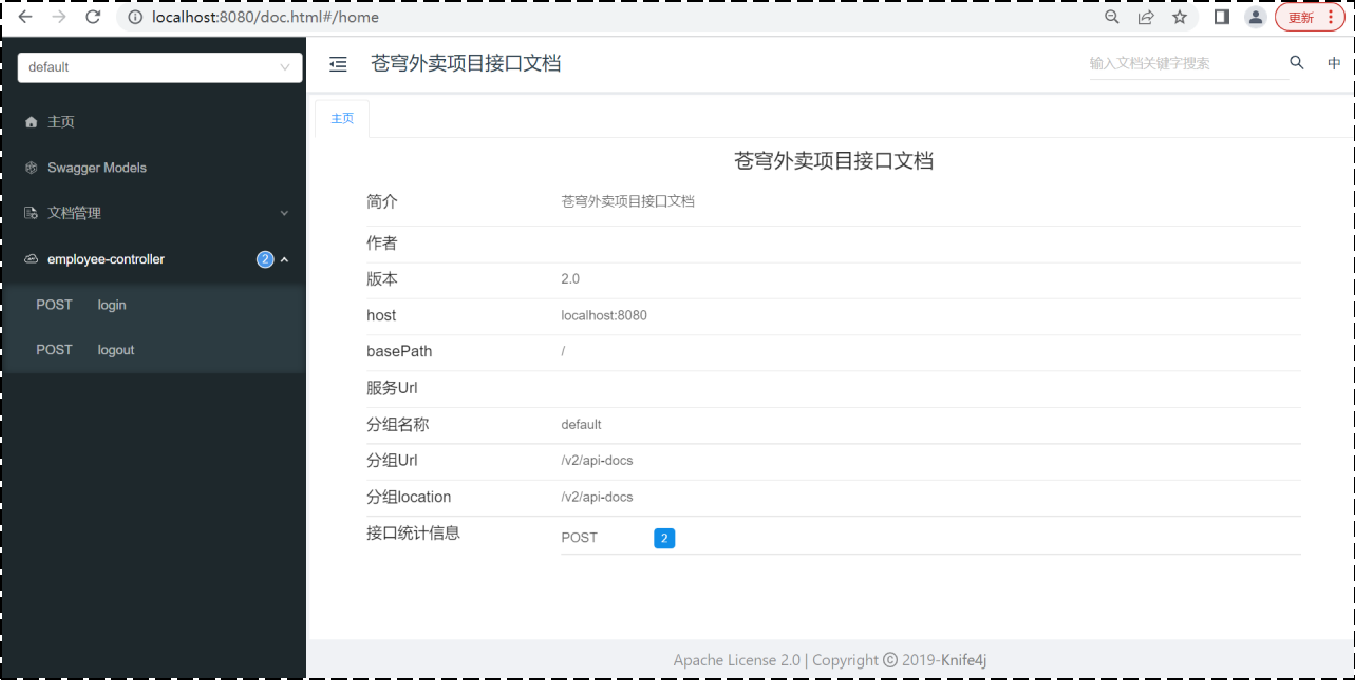 localhost:8080/doc.html#/home
更新
default
苍穹外卖项目接口文档
输入文档关键字搜索
中
主页
Swagger Models
文档管理
employee-controller 2
POST login
POST logout
主页
苍穹外卖项目接口文档
简介 苍穹外卖项目接口文档
作者
版本 2.0
host localhost:8080
basePath /
服务Url
分组名称 default
分组Url /v2/api-docs
分组location /v2/api-docs
接口统计信息 POST 2
Apache License 2.0 | Copyright © 2019-Knife4j